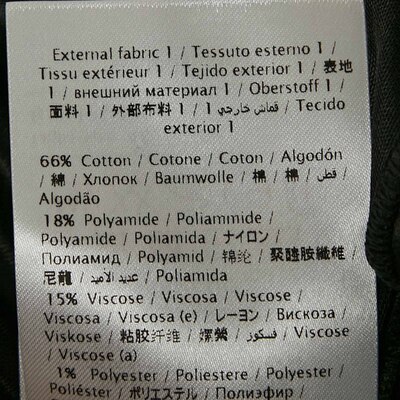 External fabric 1 / Tessuto esterno 1 /
Tissu extérieur 1 / Tejido exterior 1 / 表地
1 / внешний материал 1 / Oberstoff 1 /
面料 1 / 外部布料 1 / قماش خارجي 1 / Tecido
exterior 1
66% Cotton / Cotone / Coton / Algodón
/ 綿 / Хлопок / Baumwolle / 棉 / 棉 / قطن /
Algodão
18% Polyamide / Poliammide /
Polyamide / Poliamida / ナイロン /
Полиамид / Polyamid / 锦纶 / 聚醯胺纖維 /
尼龍 / عديد الأميد / Poliamida
15% Viscose / Viscosa / Viscose /
Viscosa / Viscosa (e) / レーヨン / Вискоза /
Viskose / 粘胶纤维 / 嫘縈 / فسكوز / Viscose
/ Viscose (a)
1% Polyester / Poliestere / Polyester /
Poliéster / ポリエステル / Полиэфир /